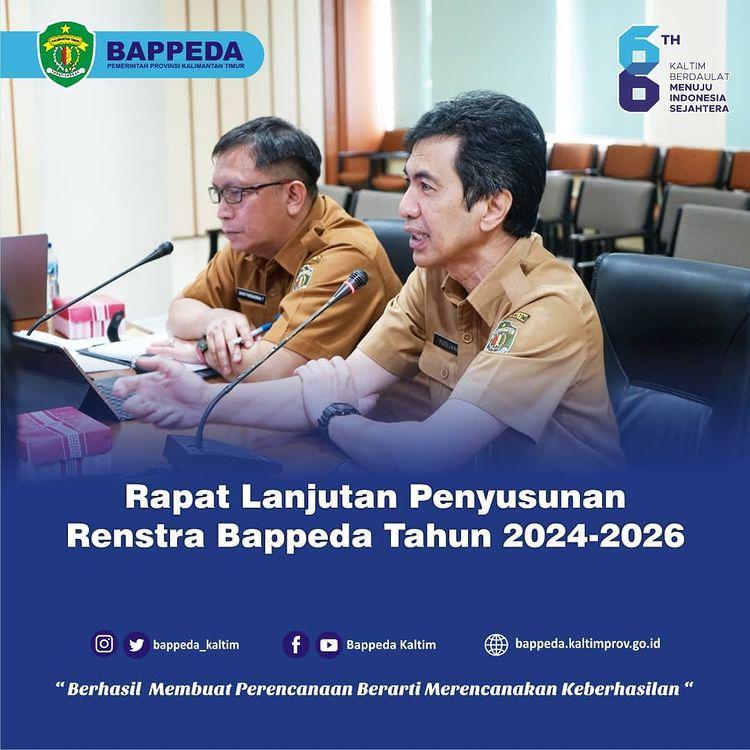 BAPPEDA
PEMERINTAH PROVINSI KALIMANTAN TIMUR
66TH
KALTIM
BERDAULAT
MENUJU
INDONESIA
SEJAHTERA
Rapat Lanjutan Penyusunan
Renstra Bappeda Tahun 2024-2026
bappeda_kaltim
Bappeda Kaltim
bappeda.kaltimprov.go.id
“ Berhasil Membuat Perencanaan Berarti Merencanakan Keberhasilan “